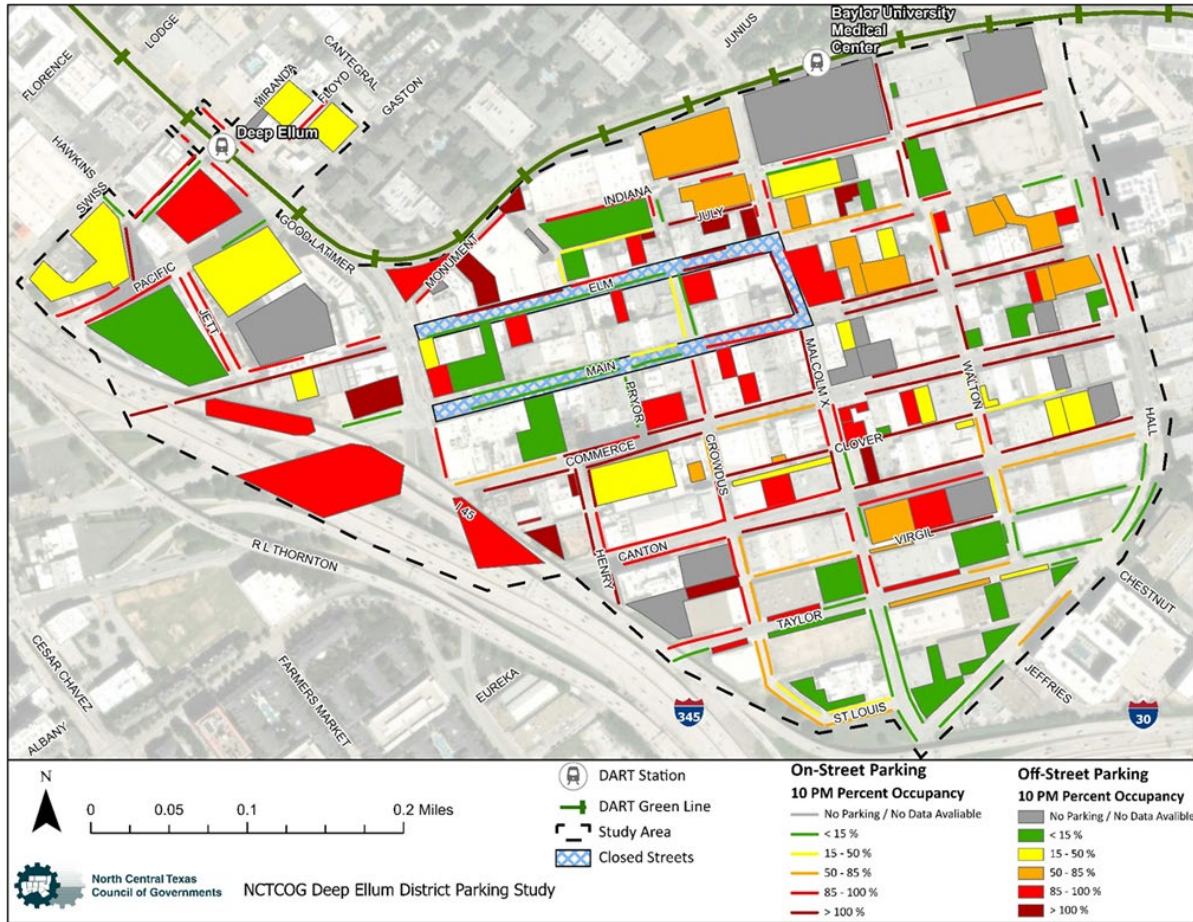 Baylor University
Medical
Center
JUNIUS
LODGE
FLORENCE
CANTEGRAL
FLOYD
MIRANDA
GASTON
Deep Ellum
HAWKINS
SWISS
GOOD LATIMER
INDIANA
JULY
MONUMENT
PACIFIC
JETT
ELM
MAIN
PRYOR
MALCOLM X
WALTON
HALL
COMMERCE
CROWDUS
CLOVER
I 45
CANTON
HENRY
VIRGIL
R L THORNTON
TAYLOR
CHESTNUT
CESAR CHAVEZ
FARMERS MARKET
EUREKA
JEFFRIES
ST LOUIS
ALBANY
345
30
N
0 0.05 0.1 0.2 Miles
DART Station
DART Green Line
Study Area
Closed Streets
On-Street Parking
10 PM Percent Occupancy
No Parking / No Data Avaliable
< 15 %
15 - 50 %
50 - 85 %
85 - 100 %
> 100 %
Off-Street Parking
10 PM Percent Occupancy
No Parking / No Data Availible
< 15 %
15 - 50 %
50 - 85 %
85 - 100 %
> 100 %
North Central Texas
Council of Governments
NCTCOG Deep Ellum District Parking Study